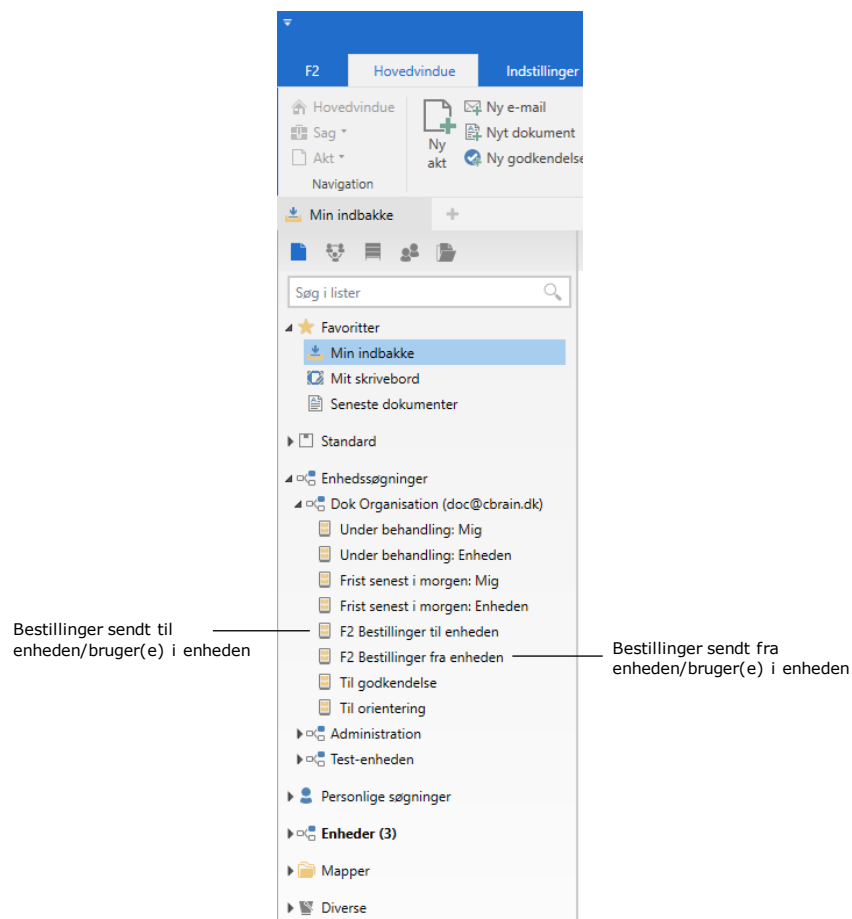 F2 Hovedvindue Indstillinger
Hovedvindue
Sag
Akt
Navigation
Ny
akt
Ny e-mail
Nyt dokument
Ny godkendelse
Min indbakke
Søg i lister
Favoritter
Min indbakke
Mit skrivebord
Seneste dokumenter
Standard
Enhedssøgninger
Dok Organisation (doc@cbrain.dk)
Under behandling: Mig
Under behandling: Enheden
Frist senest i morgen: Mig
Frist senest i morgen: Enheden
F2 Bestillinger til enheden
F2 Bestillinger fra enheden
Til godkendelse
Til orientering
Administration
Test-enheden
Personlige søgninger
Enheder (3)
Mapper
Diverse
Bestillinger sendt til
enheden/bruger(e) i enheden
Bestillinger sendt fra
enheden/bruger(e) i enheden